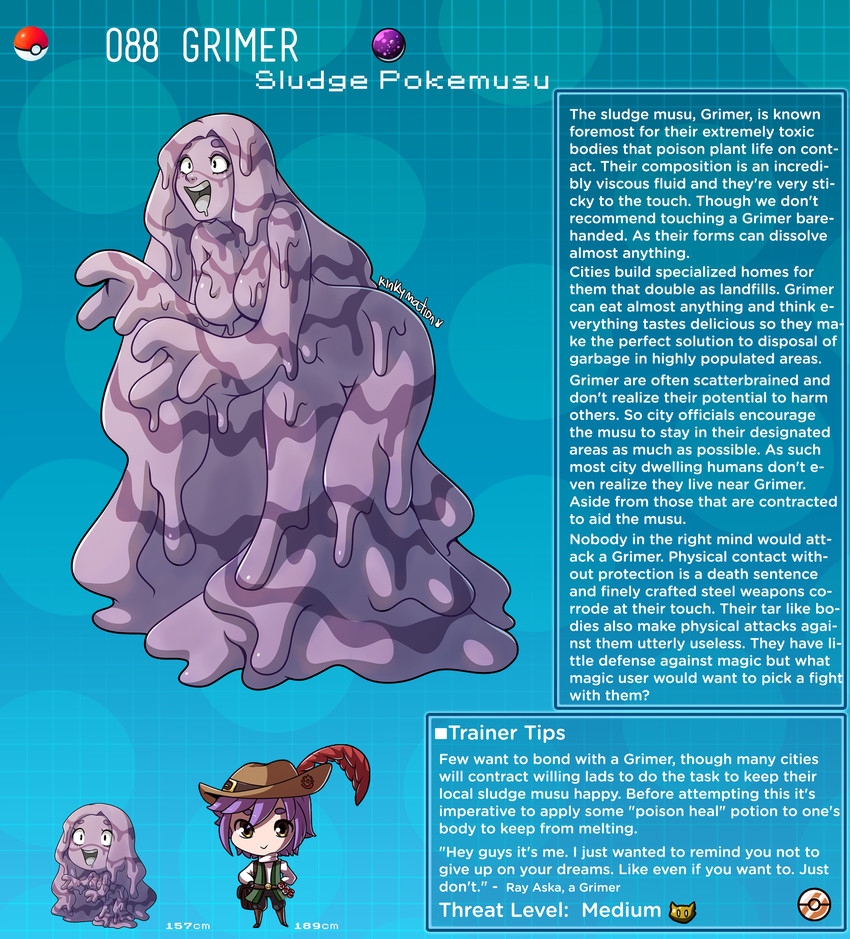 088 GRIMER
Sludge Pokemusu
The sludge musu, Grimer, is known
foremost for their extremely toxic
bodies that poison plant life on cont-
act. Their composition is an incredi-
bly viscous fluid and they're very sti-
cky to the touch. Though we don't
recommend touching a Grimer bare-
handed. As their forms can dissolve
almost anything.
Cities build specialized homes for
them that double as landfills. Grimer
can eat almost anything and think e-
verything tastes delicious so they ma-
ke the perfect solution to disposal of
garbage in highly populated areas.
Grimer are often scatterbrained and
don't realize their potential to harm
others. So city officials encourage
the musu to stay in their designated
areas as much as possible. As such
most city dwelling humans don't e-
ven realize they live near Grimer.
Aside from those that are contracted
to aid the musu.
Nobody in the right mind would att-
ack a Grimer. Physical contact with-
out protection is a death sentence
and finely crafted steel weapons co-
rrode at their touch. Their tar like bo-
dies also make physical attacks agai-
nst them utterly useless. They have li-
ttle defense against magic but what
magic user would want to pick a fight
with them?
kinkymation
■Trainer Tips
Few want to bond with a Grimer, though many cities
will contract willing lads to do the task to keep their
local sludge musu happy. Before attempting this it's
imperative to apply some "poison heal" potion to one's
body to keep from melting.
"Hey guys it's me. I just wanted to remind you not to
give up on your dreams. Like even if you want to. Just
don't." - Ray Aska, a Grimer
Threat Level: Medium
157cm
189cm